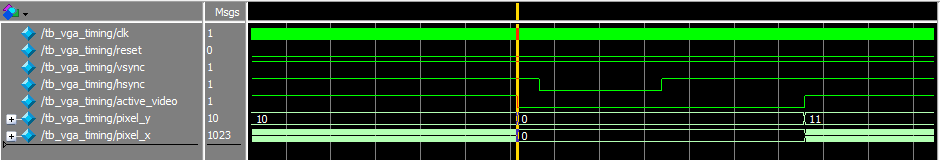 Msgs
/tb_vga_timing/clk 1
/tb_vga_timing/reset 0
/tb_vga_timing/vsync 1
/tb_vga_timing/hsync 1
/tb_vga_timing/active_video 1
/tb_vga_timing/pixel_y 10 10 0 11
/tb_vga_timing/pixel_x 1023 0